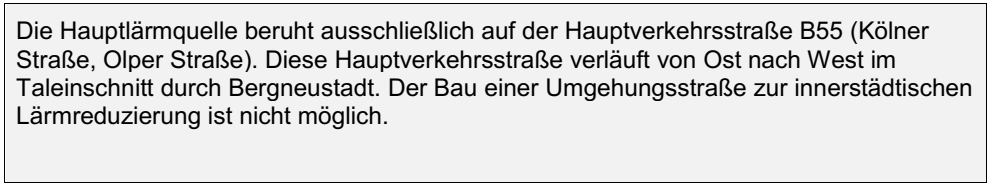 Die Hauptlärmquelle beruht ausschließlich auf der Hauptverkehrsstraße B55 (Kölner
Straße, Olper Straße). Diese Hauptverkehrsstraße verläuft von Ost nach West im
Taleinschnitt durch Bergneustadt. Der Bau einer Umgehungsstraße zur innerstädtischen
Lärmreduzierung ist nicht möglich.